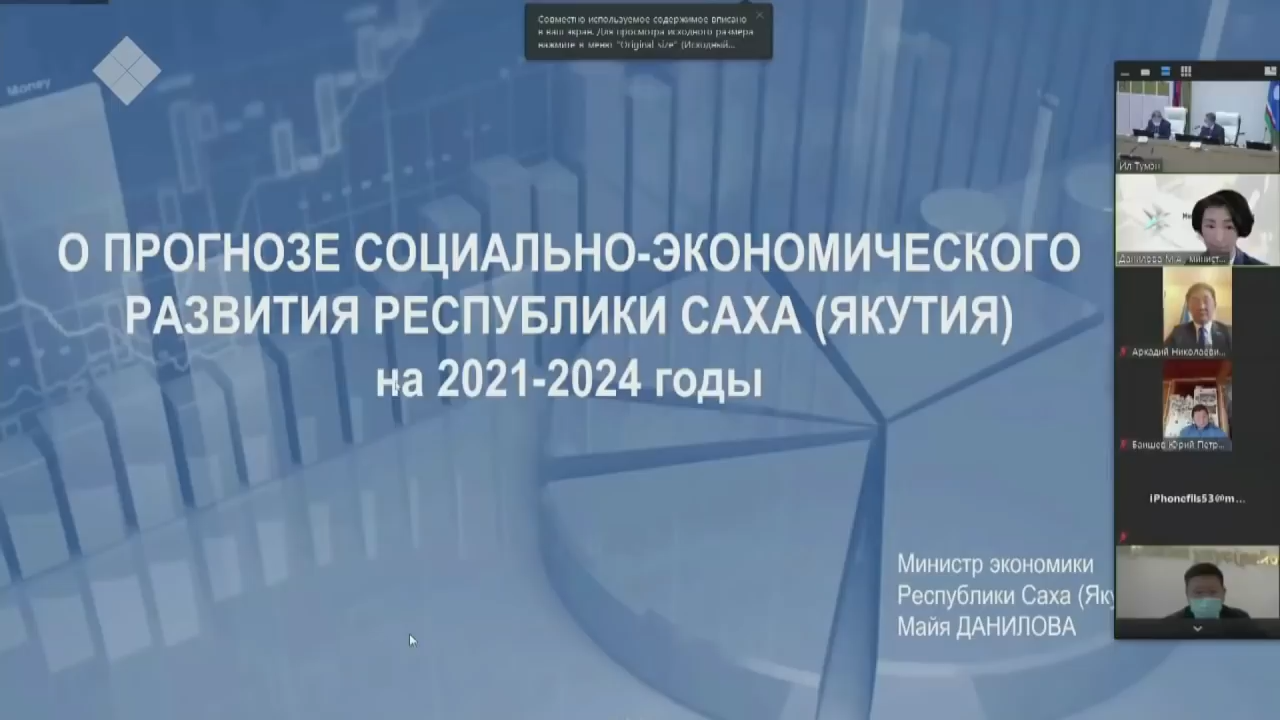 Совместно используемое содержимое вписано
в ваш экран. Для просмотра исходного размера
нажмите в меню "Original size" (Исходный...
Money
О ПРОГНОЗЕ СОЦИАЛЬНО-ЭКОНОМИЧЕСКОГО
РАЗВИТИЯ РЕСПУБЛИКИ САХА (ЯКУТИЯ)
на 2021-2024 годы
Министр экономики
Республики Саха (Яку
Майя ДАНИЛОВА
Ил Тумэн
Данилова М.А., минист...
Аркадий Николаеви...
Баишев Юрий Петр...
iPhonefils53@m...